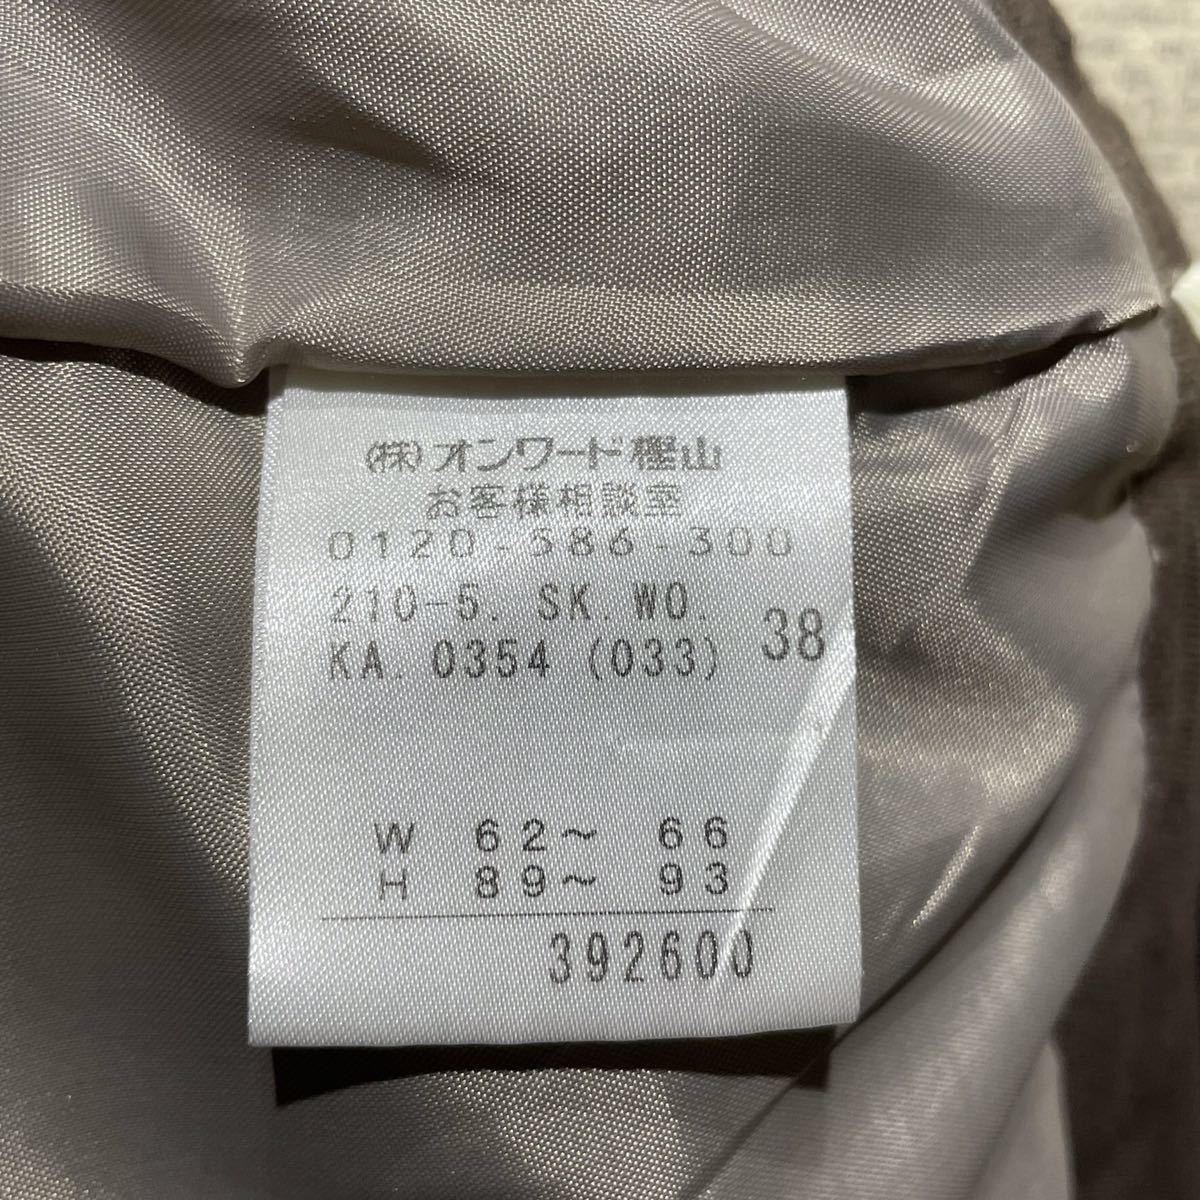 (株)オンワード樫山
お客様相談室
0120-586-300
210-5. SK. WO.
KA. 0354 (033) 38
W 62～ 66
H 89～ 93
392600